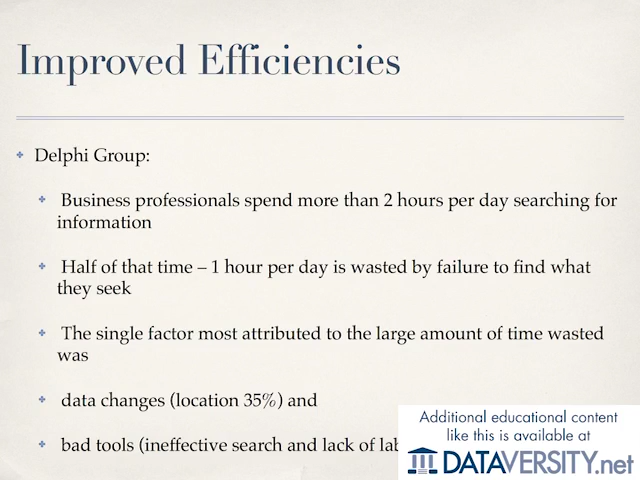 Improved Efficiencies
Delphi Group:
Business professionals spend more than 2 hours per day searching for
information
Half of that time – 1 hour per day is wasted by failure to find what
they seek
The single factor most attributed to the large amount of time wasted
was
data changes (location 35%) and
bad tools (ineffective search and lack of lab
Additional educational content
like this is available at
DATAVERSITY.net